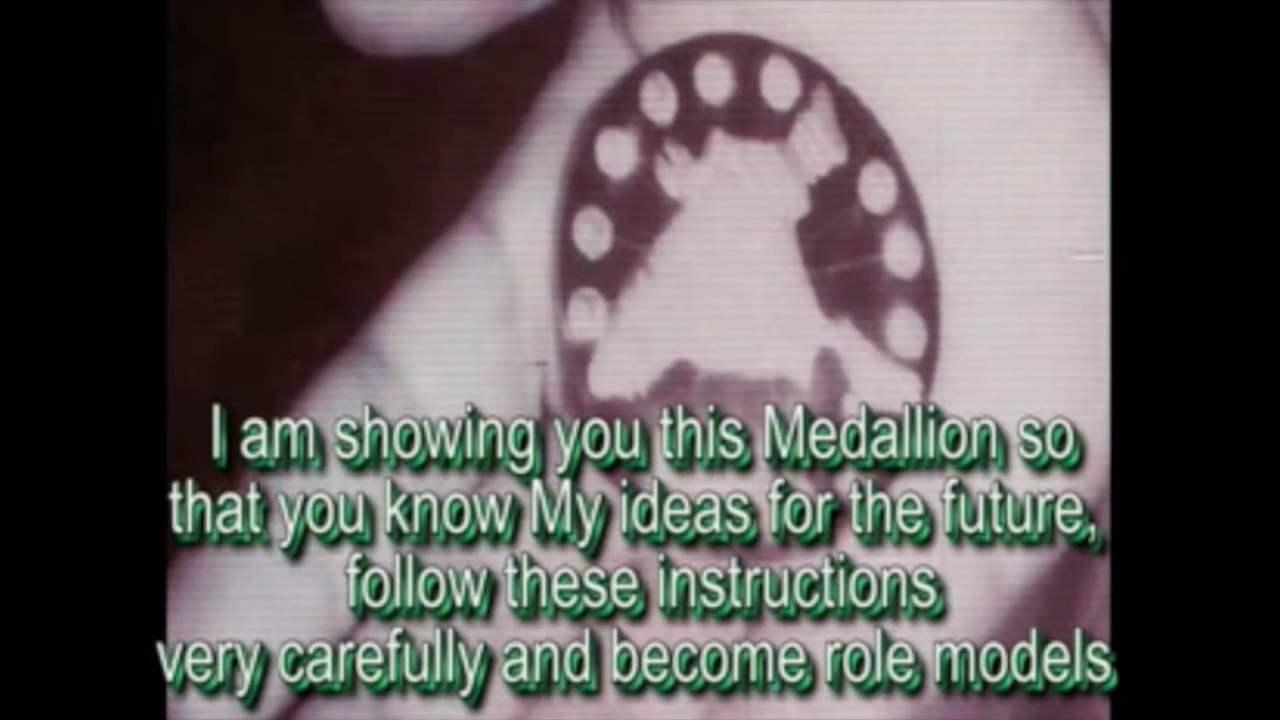 I am showing you this Medallion so
that you know My ideas for the future,
follow these instructions
very carefully and become role models